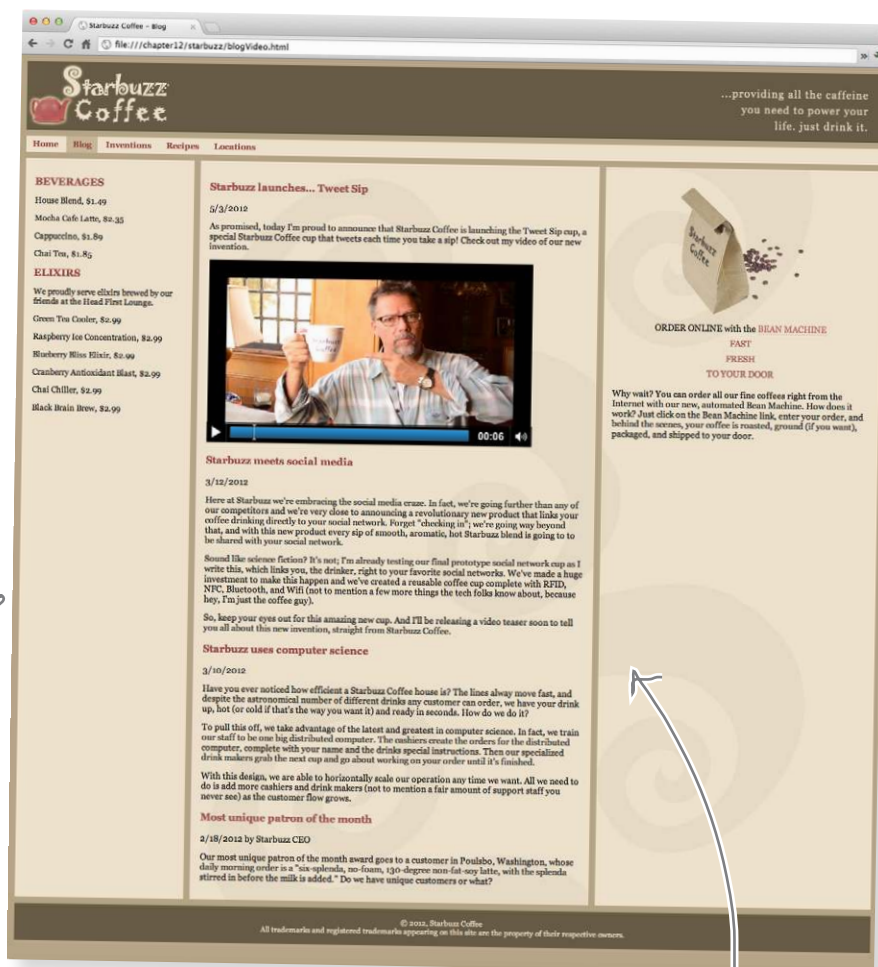 Starbuzz Coffee - Blog
file:///chapter12/starbuzz/blogVideo.html
Starbuzz
Coffee
...providing all the caffeine
you need to power your
life. just drink it.
Home Blog Inventions Recipes Locations
BEVERAGES
House Blend, $1.49
Mocha Cafe Latte, $2.35
Cappuccino, $1.89
Chai Tea, $1.85
ELIXIRS
We proudly serve elixirs brewed by our
friends at the Head First Lounge.
Green Tea Cooler, $2.99
Raspberry Ice Concentration, $2.99
Blueberry Bliss Elixir, $2.99
Cranberry Antioxidant Blast, $2.99
Chai Chiller, $2.99
Black Brain Brew, $2.99
Starbuzz launches... Tweet Sip
5/3/2012
As promised, today I'm proud to announce that Starbuzz Coffee is launching the Tweet Sip cup, a
special Starbuzz Coffee cup that tweets each time you take a sip! Check out my video of our new
invention.
Starbuzz
Coffee
00:06
Starbuzz meets social media
3/12/2012
Here at Starbuzz we're embracing the social media craze. In fact, we're going further than any of
our competitors and we're very close to announcing a revolutionary new product that links your
coffee drinking directly to your social network. Forget "checking in"; we're going way beyond
that, and with this new product every sip of smooth, aromatic, hot Starbuzz blend is going to to
be shared with your social network.
Sound like science fiction? It's not; I'm already testing our final prototype social network cup as I
write this, which links you, the drinker, right to your favorite social networks. We've made a huge
investment to make this happen and we've created a reusable coffee cup complete with RFID,
NFC, Bluetooth, and Wifi (not to mention a few more things the tech folks know about, because
hey, I'm just the coffee guy).
So, keep your eyes out for this amazing new cup. And I'll be releasing a video teaser soon to tell
you all about this new invention, straight from Starbuzz Coffee.
Starbuzz uses computer science
3/10/2012
Have you ever noticed how efficient a Starbuzz Coffee house is? The lines alway move fast, and
despite the astronomical number of different drinks any customer can order, we have your drink
up, hot (or cold if that's the way you want it) and ready in seconds. How do we do it?
To pull this off, we take advantage of the latest and greatest in computer science. In fact, we train
our staff to be one big distributed computer. The cashiers create the orders for the distributed
computer, complete with your name and the drinks special instructions. Then our specialized
drink makers grab the next cup and go about working on your order until it's finished.
With this design, we are able to horizontally scale our operation any time we want. All we need to
do is add more cashiers and drink makers (not to mention a fair amount of support staff you
never see) as the customer flow grows.
Most unique patron of the month
2/18/2012 by Starbuzz CEO
Our most unique patron of the month award goes to a customer in Poulsbo, Washington, whose
daily morning order is a "six-splenda, no-foam, 130-degree non-fat-soy latte, with the splenda
stirred in before the milk is added." Do we have unique customers or what?
Starbuzz
Coffee
ORDER ONLINE with the BEAN MACHINE
FAST
FRESH
TO YOUR DOOR
Why wait? You can order all our fine coffees right from the
Internet with our new, automated Bean Machine. How does it
work? Just click on the Bean Machine link, enter your order, and
behind the scenes, your coffee is roasted, ground (if you want),
packaged, and shipped to your door.
© 2012, Starbuzz Coffee
All trademarks and registered trademarks appearing on this site are the property of their respective owners.